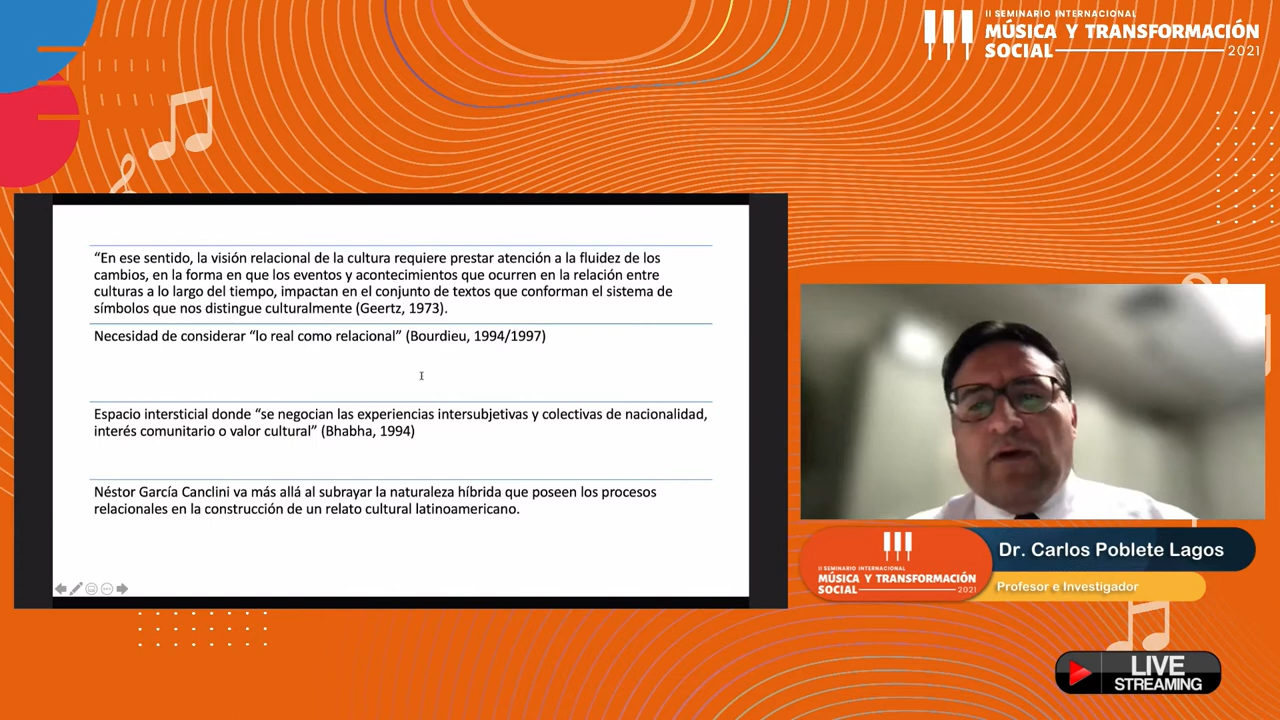 II SEMINARIO INTERNACIONAL
MÚSICA Y TRANSFORMACIÓN
SOCIAL
2021
“En ese sentido, la visión relacional de la cultura requiere prestar atención a la fluidez de los
cambios, en la forma en que los eventos y acontecimientos que ocurren en la relación entre
culturas a lo largo del tiempo, impactan en el conjunto de textos que conforman el sistema de
símbolos que nos distingue culturalmente (Geertz, 1973).
Necesidad de considerar “lo real como relacional” (Bourdieu, 1994/1997)
Espacio intersticial donde “se negocian las experiencias intersubjetivas y colectivas de nacionalidad,
interés comunitario o valor cultural” (Bhabha, 1994)
Néstor García Canclini va más allá al subrayar la naturaleza híbrida que poseen los procesos
relacionales en la construcción de un relato cultural latinoamericano.
II SEMINARIO INTERNACIONAL
MÚSICA Y TRANSFORMACIÓN
SOCIAL
2021
Dr. Carlos Poblete Lagos
Profesor e Investigador
LIVE
STREAMING